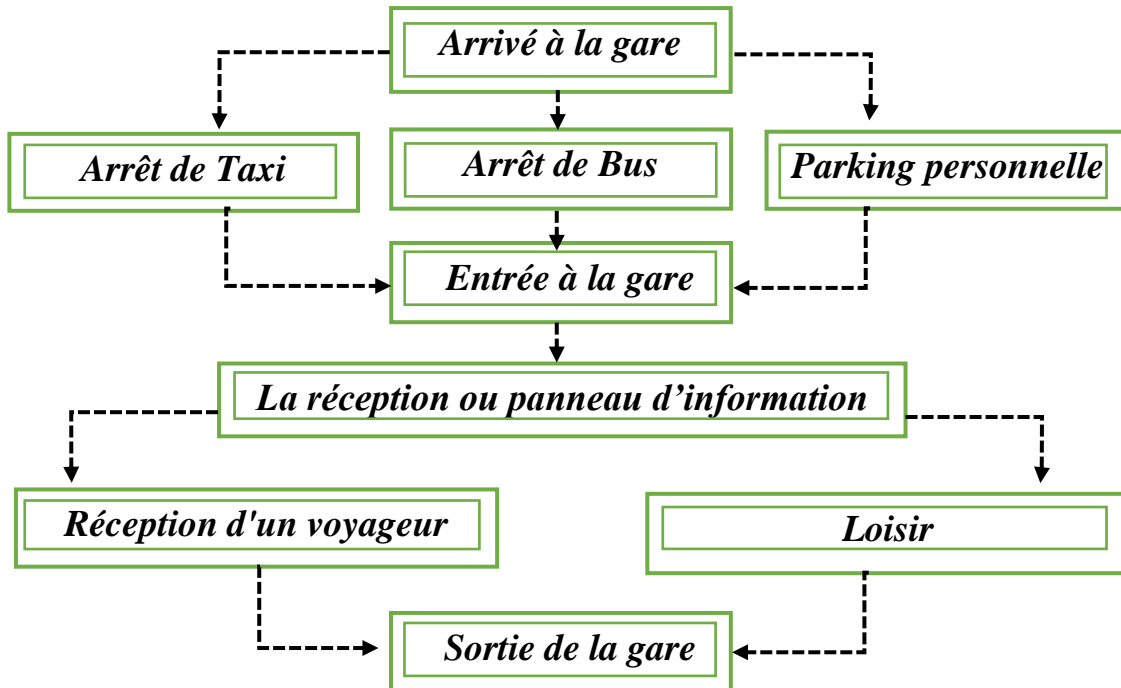 Arrivé à la gare
Arrêt de Taxi
Arrêt de Bus
Parking personnelle
Entrée à la gare
La réception ou panneau d’information
Réception d'un voyageur
Loisir
Sortie de la gare